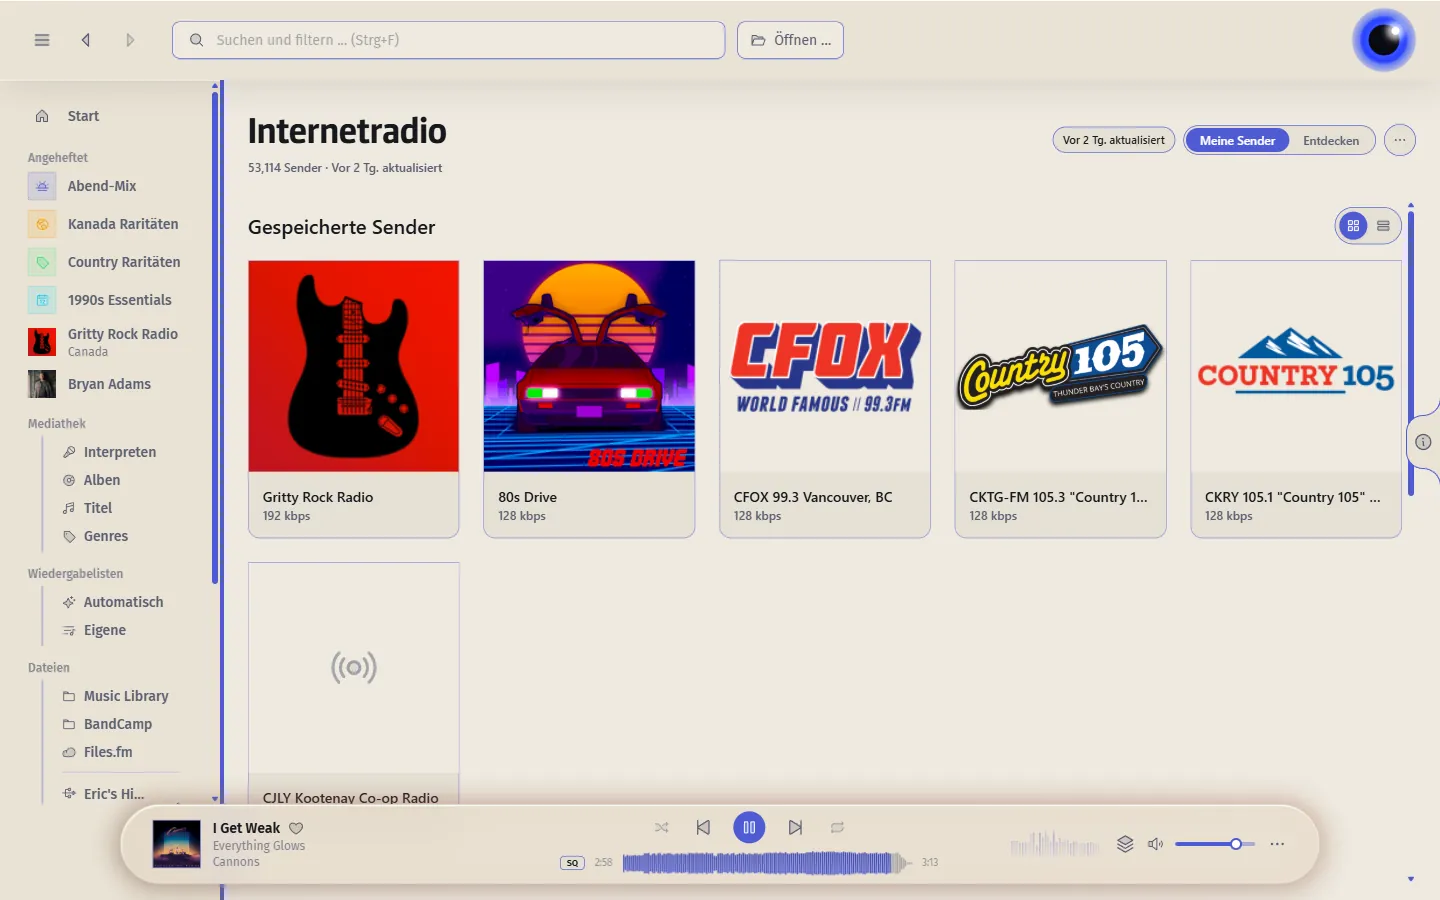 Suchen und filtern ... (Strg+F)
Öffnen ...
Start
Angeheftet
Abend-Mix
Kanada Raritäten
Country Raritäten
1990s Essentials
Gritty Rock Radio
Canada
Bryan Adams
Mediathek
Interpreten
Alben
Titel
Genres
Wiedergabelisten
Automatisch
Eigene
Dateien
Music Library
BandCamp
Files.fm
Eric's Hi...
Internetradio
53,114 Sender · Vor 2 Tg. aktualisiert
Vor 2 Tg. aktualisiert
Meine Sender
Entdecken
Gespeicherte Sender
80s DRIVE
CFOX
WORLD FAMOUS // 99.3FM
Country 105
THUNDER BAY'S COUNTRY
COUNTRY 105
Gritty Rock Radio
192 kbps
80s Drive
128 kbps
CFOX 99.3 Vancouver, BC
128 kbps
CKTG-FM 105.3 "Country 1...
128 kbps
CKRY 105.1 "Country 105" ...
128 kbps
CJLY Kootenay Co-op Radio
I Get Weak
Everything Glows
Cannons
SQ
2:58
3:13